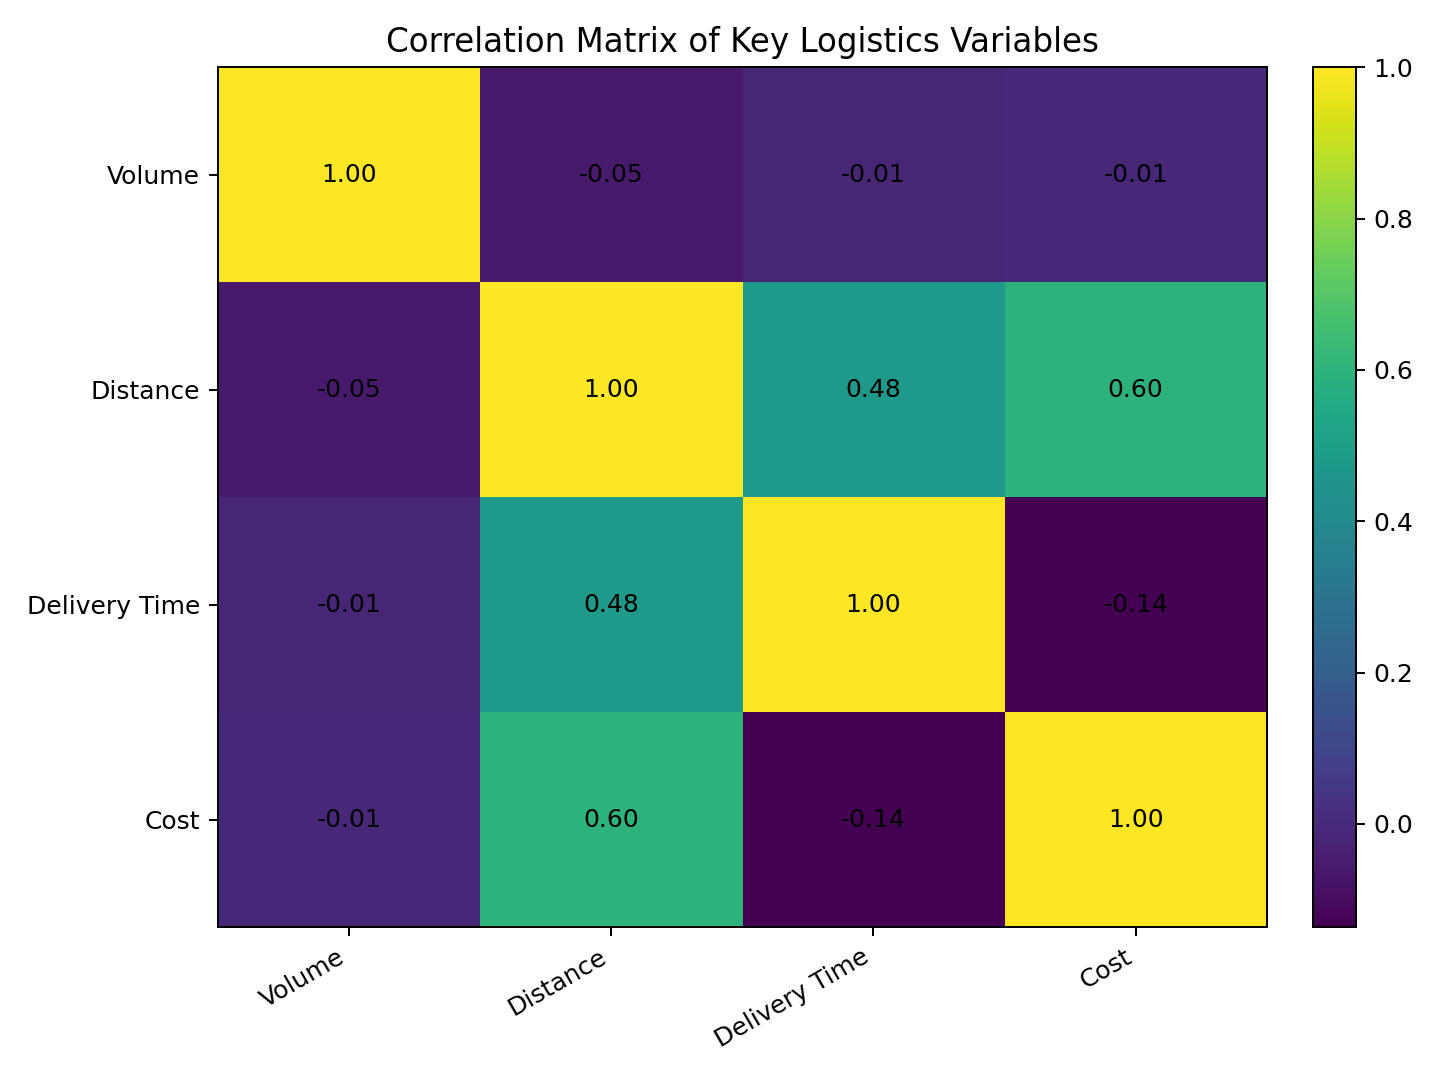 Correlation Matrix of Key Logistics Variables
1.0
Volume 1.00 -0.05 -0.01 -0.01
0.8
Distance -0.05 1.00 0.48 0.60
0.6
0.4
Delivery Time -0.01 0.48 1.00 -0.14
0.2
Cost -0.01 0.60 -0.14 1.00
0.0
Volume Distance Delivery Time Cost